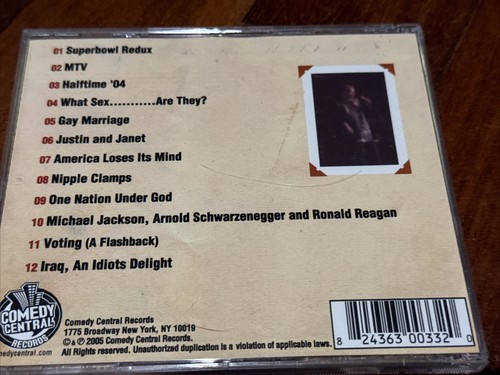 01 Superbowl Redux
02 MTV
03 Halftime '04
04 What Sex...........Are They?
05 Gay Marriage
06 Justin and Janet
07 America Loses Its Mind
08 Nipple Clamps
09 One Nation Under God
10 Michael Jackson, Arnold Schwarzenegger and Ronald Reagan
11 Voting (A Flashback)
12 Iraq, An Idiots Delight
COMEDY
CENTRAL
RECORDS
medycentral.com
Comedy Central Records
1775 Broadway New York, NY 10019
© & ℗ 2005 Comedy Central Records.
All rights reserved. Unauthorized duplication is a violation of applicable laws.
8 24363 00332 0